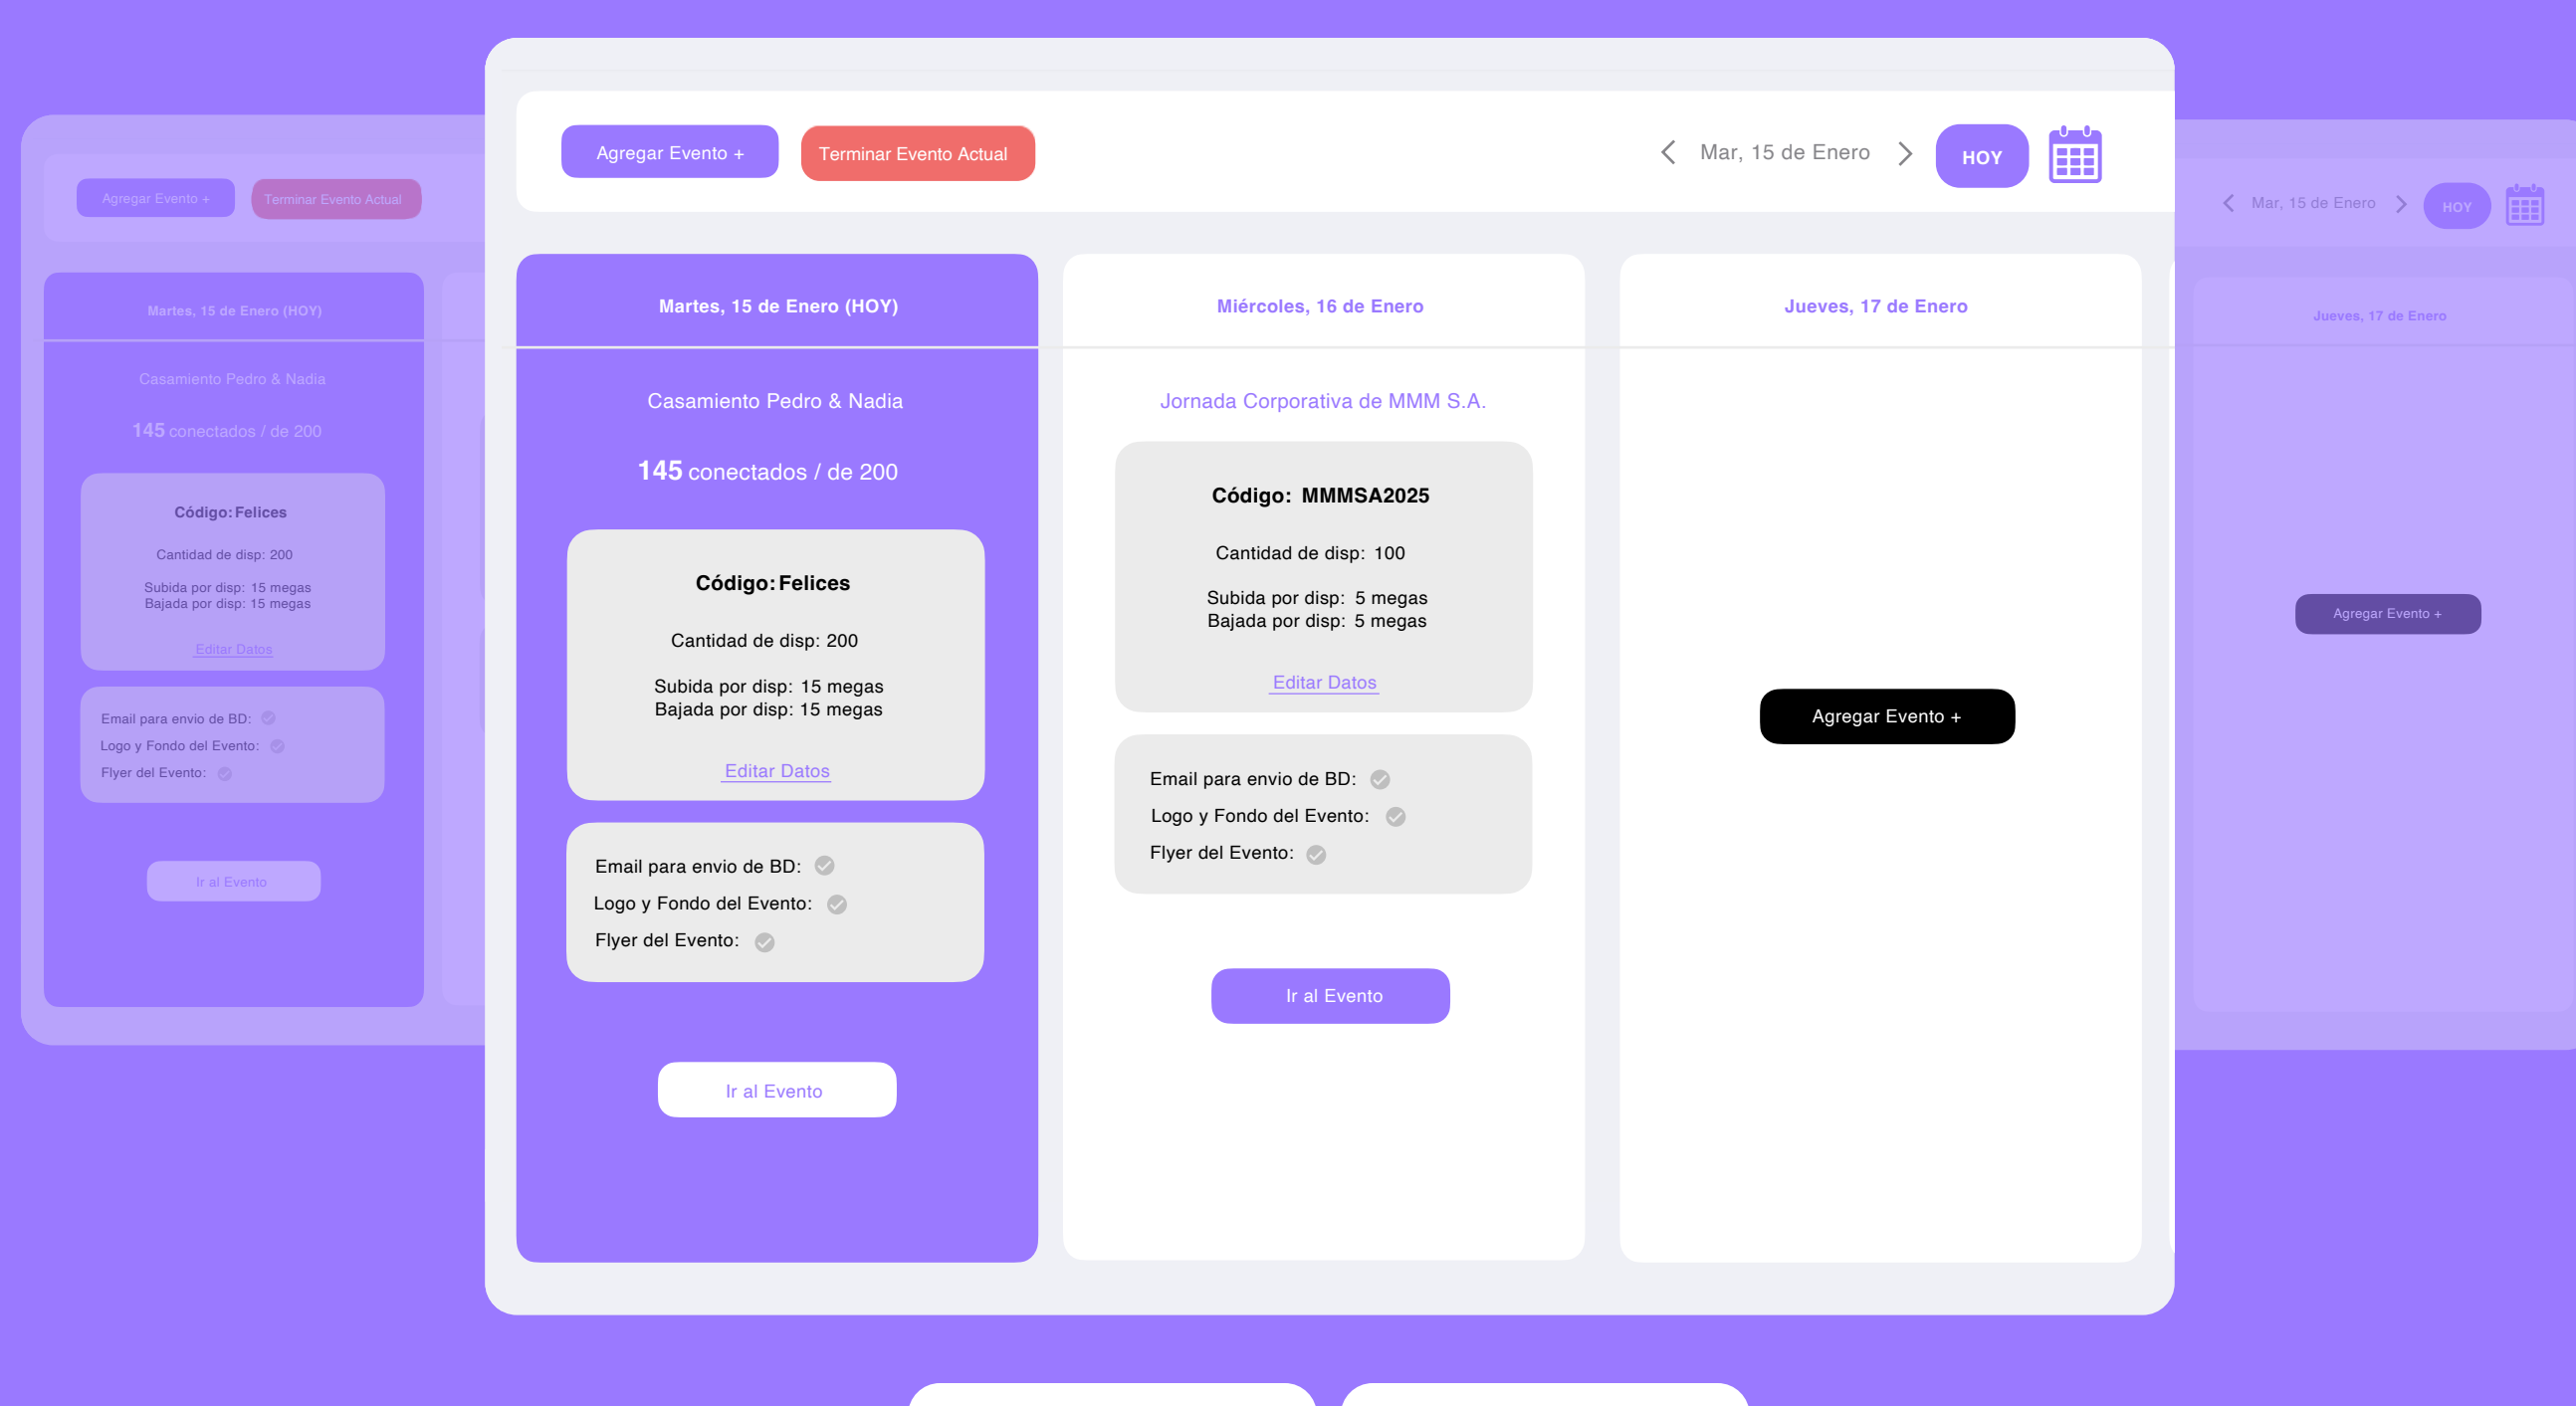 Agregar Evento +
Terminar Evento Actual
Mar, 15 de Enero
HOY
Martes, 15 de Enero (HOY)
Casamiento Pedro & Nadia
145 conectados / de 200
Código: Felices
Cantidad de disp: 200
Subida por disp: 15 megas
Bajada por disp: 15 megas
Editar Datos
Email para envio de BD:
Logo y Fondo del Evento:
Flyer del Evento:
Ir al Evento
Miércoles, 16 de Enero
Jornada Corporativa de MMM S.A.
Código: MMMSA2025
Cantidad de disp: 100
Subida por disp: 5 megas
Bajada por disp: 5 megas
Editar Datos
Email para envio de BD:
Logo y Fondo del Evento:
Flyer del Evento:
Ir al Evento
Jueves, 17 de Enero
Agregar Evento +
Agregar Evento +
Terminar Evento Actual
Martes, 15 de Enero (HOY)
Casamiento Pedro & Nadia
145 conectados / de 200
Código: Felices
Cantidad de disp: 200
Subida por disp: 15 megas
Bajada por disp: 15 megas
Editar Datos
Email para envio de BD:
Logo y Fondo del Evento:
Flyer del Evento:
Ir al Evento
Mar, 15 de Enero
HOY
Jueves, 17 de Enero
Agregar Evento +